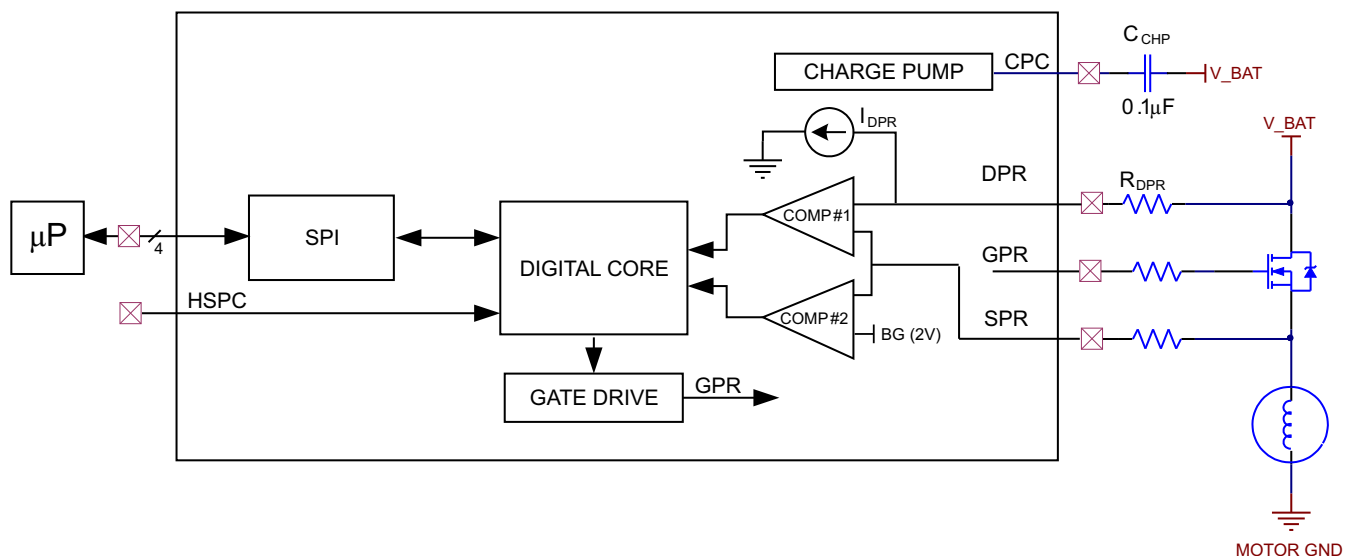 C CHP
CHARGE PUMP
CPC
V_BAT
0.1µF
I DPR
V_BAT
DPR
R DPR
COMP#1
µP
4
SPI
DIGITAL CORE
GPR
HSPC
COMP#2
BG (2V)
SPR
GATE DRIVE
GPR
MOTOR GND